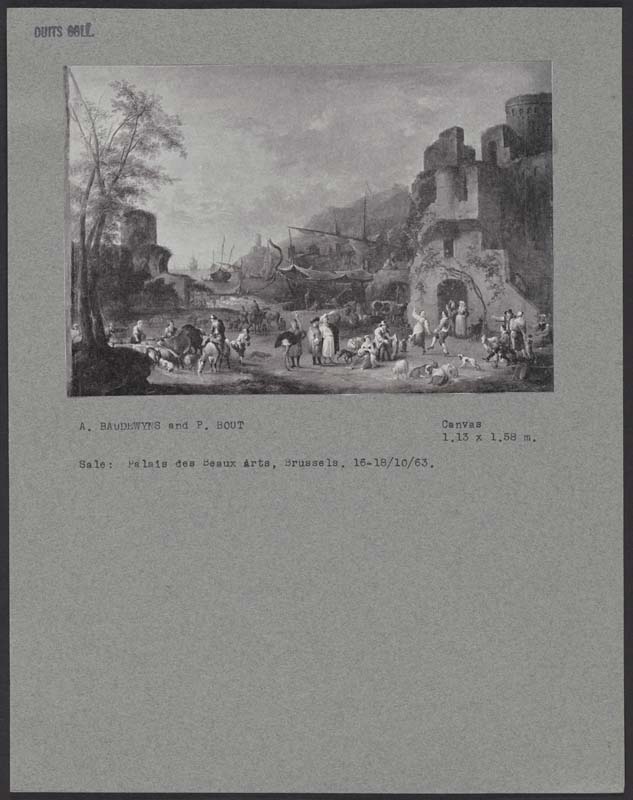 DUITS COLL.
A. BAUDEWYNS and P. BOUT
Canvas
1.13 x 1.58 m.
Sale: Palais des Beaux Arts, Brussels. 16-18/10/63.